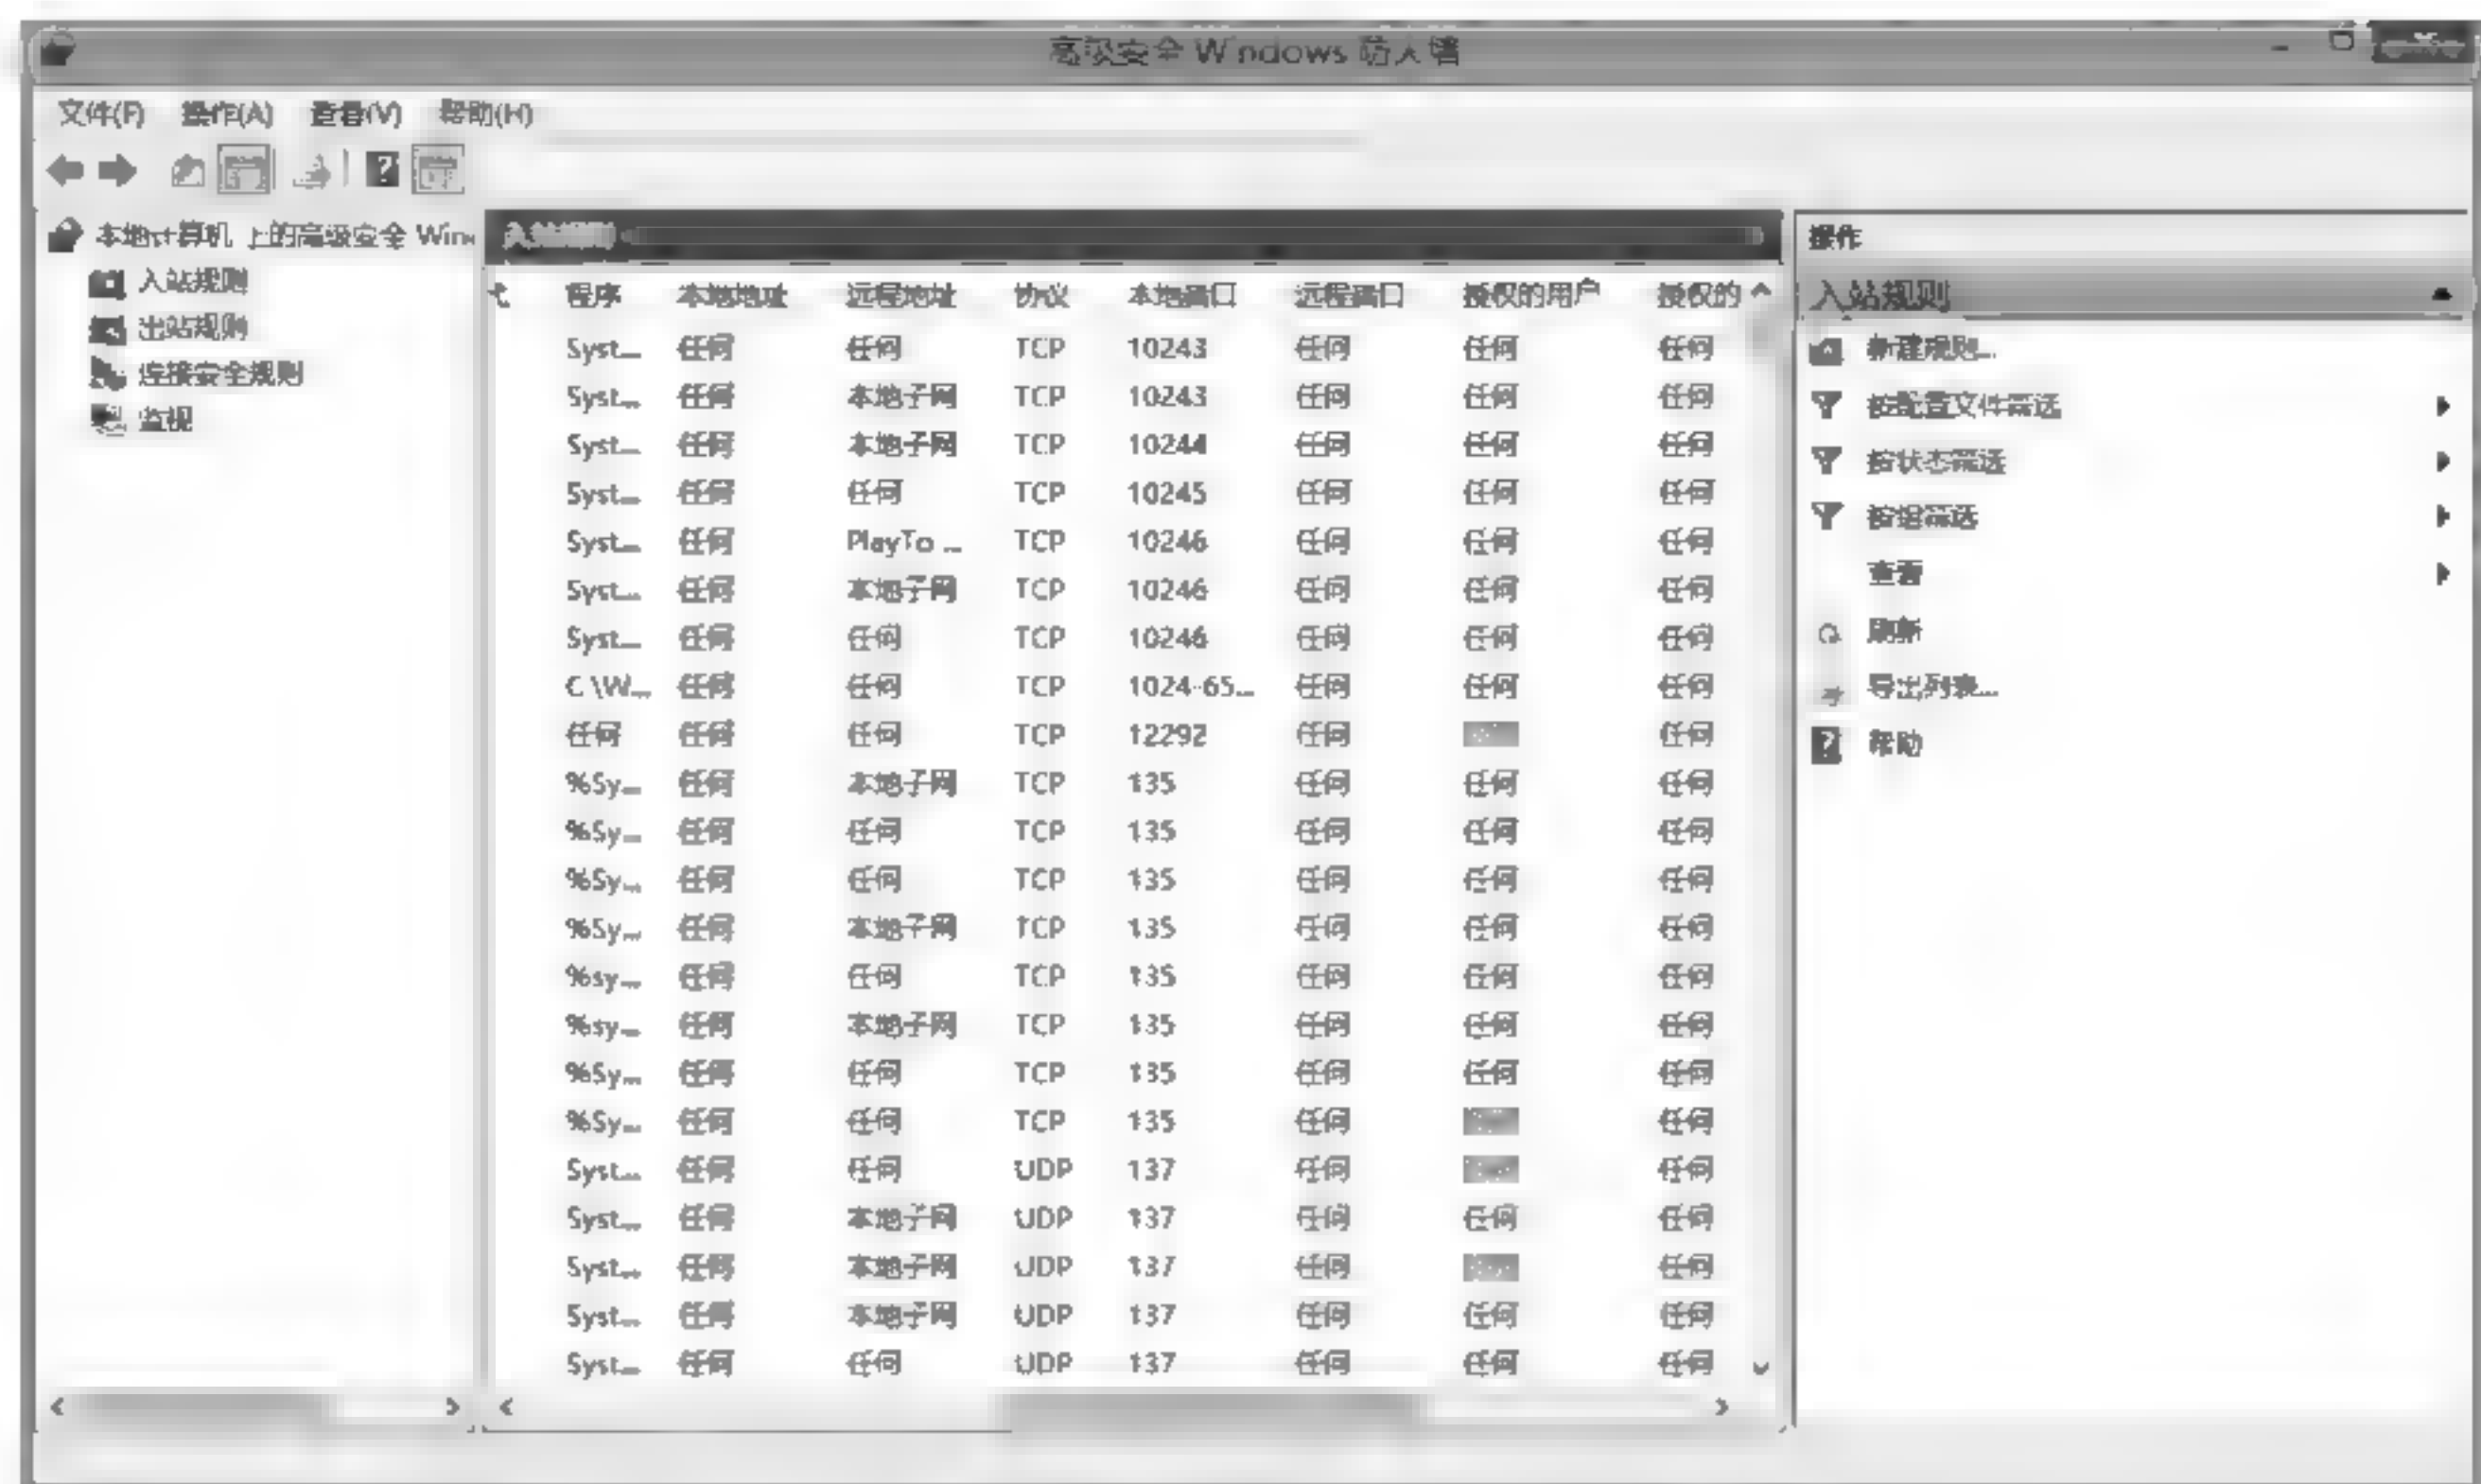 高级安全 Windows 防火墙
文件(F) 操作(A) 查看(V) 帮助(H)
本地计算机 上的高级安全 Wind
入站规则
出站规则
连接安全规则
监视
入站规则
程序 本地地址 远程地址 协议 本地端口 远程端口 授权的用户 授权的
Syst... 任何 任何 TCP 10243 任何 任何 任何
Syst... 任何 本地子网 TCP 10243 任何 任何 任何
Syst... 任何 本地子网 TCP 10244 任何 任何 任何
Syst... 任何 任何 TCP 10245 任何 任何 任何
Syst... 任何 PlayTo ... TCP 10246 任何 任何 任何
Syst... 任何 本地子网 TCP 10246 任何 任何 任何
Syst... 任何 任何 TCP 10246 任何 任何 任何
C:\W... 任何 任何 TCP 1024-65... 任何 任何 任何
任何 任何 任何 TCP 12292 任何 任何
%Sy... 任何 本地子网 TCP 135 任何 任何 任何
%Sy... 任何 任何 TCP 135 任何 任何 任何
%Sy... 任何 任何 TCP 135 任何 任何 任何
%Sy... 任何 本地子网 TCP 135 任何 任何 任何
%sy... 任何 任何 TCP 135 任何 任何 任何
%sy... 任何 本地子网 TCP 135 任何 任何 任何
%Sy... 任何 任何 TCP 135 任何 任何 任何
%Sy... 任何 任何 TCP 135 任何 任何
Syst... 任何 任何 UDP 137 任何 任何
Syst... 任何 本地子网 UDP 137 任何 任何 任何
Syst... 任何 本地子网 UDP 137 任何 任何
Syst... 任何 本地子网 UDP 137 任何 任何 任何
Syst... 任何 任何 UDP 137 任何 任何 任何
操作
入站规则
新建规则...
按配置文件筛选
按状态筛选
按组筛选
查看
刷新
导出列表...
帮助